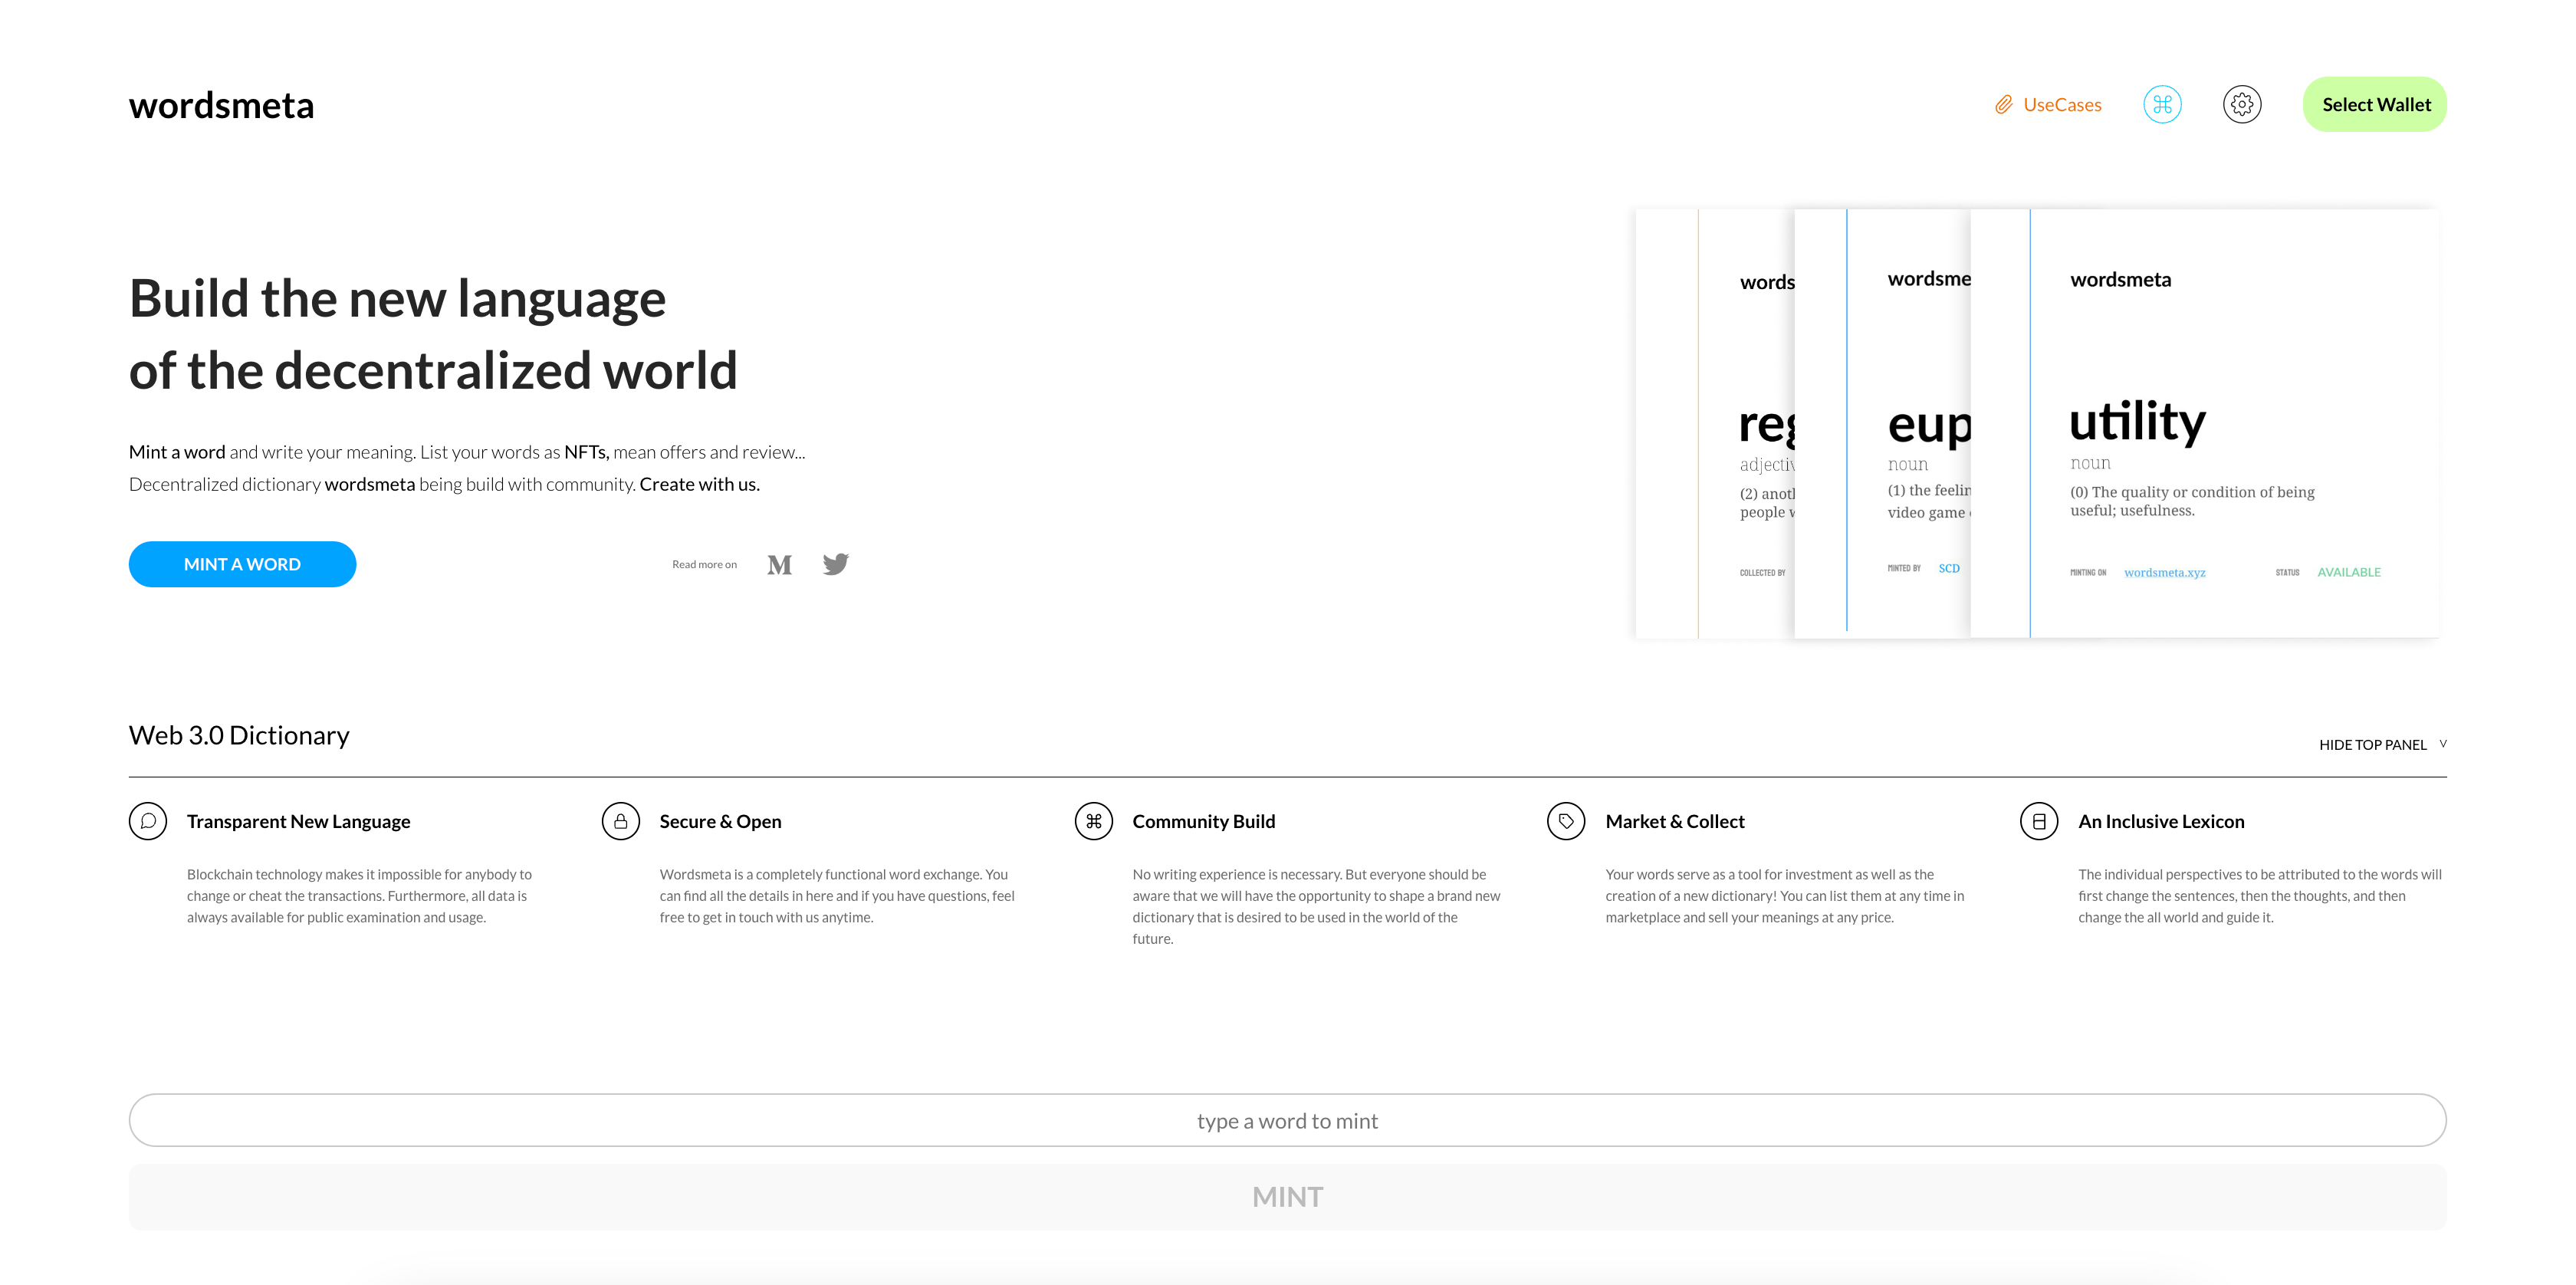 wordsmeta
UseCases
Select Wallet
Build the new language
of the decentralized world
Mint a word and write your meaning. List your words as NFTs, mean offers and review...
Decentralized dictionary wordsmeta being build with community. Create with us.
MINT A WORD
Read more on
words
reg
adjectiv
(2) anoth
people w
COLLECTED BY
wordsme
eup
noun
(1) the feelin
video game
MINTED BY SCD
wordsmeta
utility
noun
(0) The quality or condition of being
useful; usefulness.
MINTING ON wordsmeta.xyz STATUS AVAILABLE
Web 3.0 Dictionary
HIDE TOP PANEL V
Transparent New Language
Blockchain technology makes it impossible for anybody to
change or cheat the transactions. Furthermore, all data is
always available for public examination and usage.
Secure & Open
Wordsmeta is a completely functional word exchange. You
can find all the details in here and if you have questions, feel
free to get in touch with us anytime.
Community Build
No writing experience is necessary. But everyone should be
aware that we will have the opportunity to shape a brand new
dictionary that is desired to be used in the world of the
future.
Market & Collect
Your words serve as a tool for investment as well as the
creation of a new dictionary! You can list them at any time in
marketplace and sell your meanings at any price.
An Inclusive Lexicon
The individual perspectives to be attributed to the words will
first change the sentences, then the thoughts, and then
change the all world and guide it.
type a word to mint
MINT